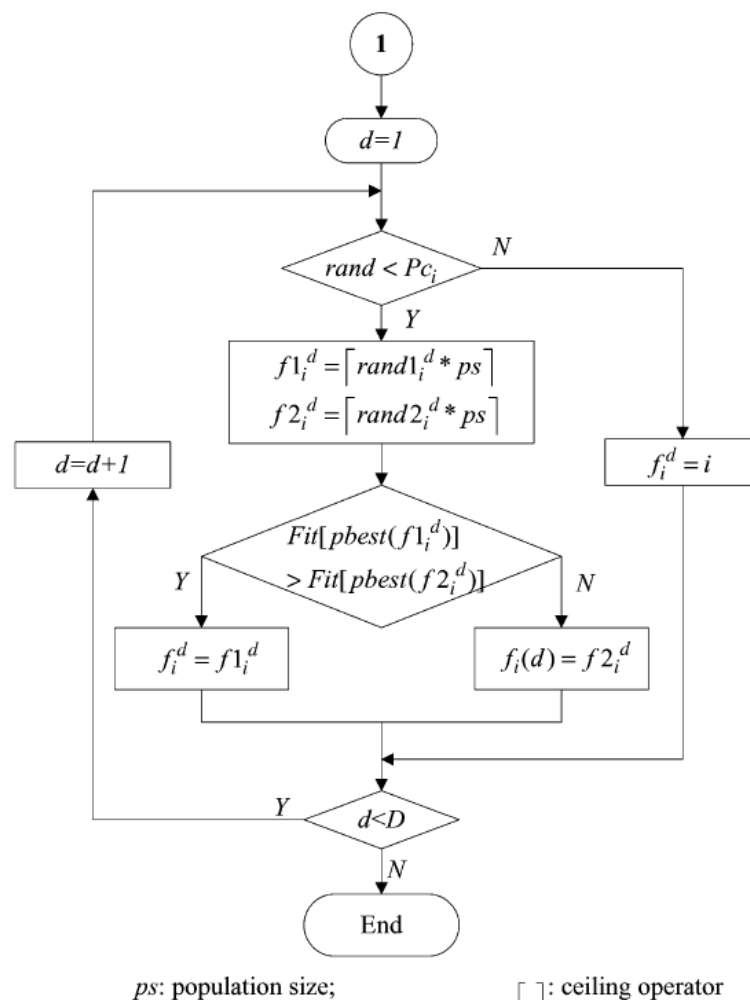 1
d=1
rand < Pc_i
N
Y
f1_i^d = ⌈rand1_i^d * ps⌉
f2_i^d = ⌈rand2_i^d * ps⌉
d=d+1
f_i^d = i
Fit[pbest(f1_i^d)]
> Fit[pbest(f2_i^d)]
Y
N
f_i^d = f1_i^d
f_i(d) = f2_i^d
Y
d<D
N
End
ps: population size;
⌈ ⌉: ceiling operator